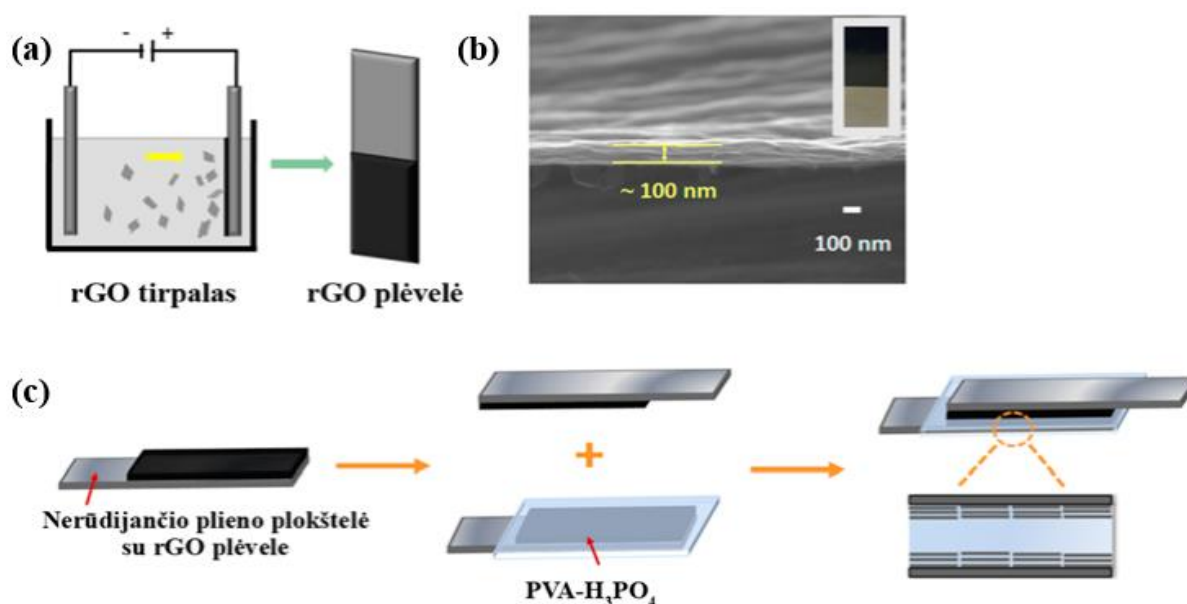 (a)
- +
rGO tirpalas
rGO plėvelė
(b)
~ 100 nm
100 nm
(c)
Nerūdijančio plieno plokštelė
su rGO plėvele
+
PVA-H₃PO₄